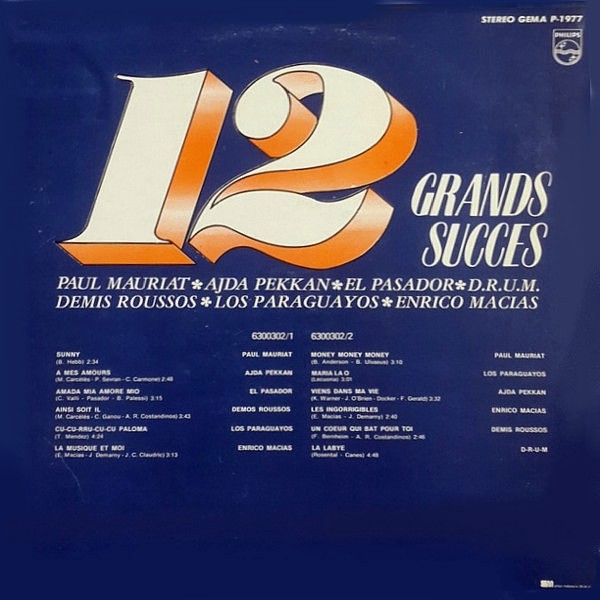 STEREO GEMA P-1977
PHILIPS
12
GRANDS
SUCCES
PAUL MAURIAT*AJDA PEKKAN*EL PASADOR*D.R.U.M.
DEMIS ROUSSOS*LOS PARAGUAYOS*ENRICO MACIAS
6300302/1 6300302/2
SUNNY PAUL MAURIAT
(B. Hebb) 2:34
A MES AMOURS AJDA PEKKAN
(M. Carcélés - P. Sevran - C. Carmone) 2:48
AMADA MIA AMORE MIO EL PASADOR
(C. Valli - Pasador - B. Palessi) 3:15
AINSI SOIT IL DEMOS ROUSSOS
(M. Carcélés - C. Ganou - A. R. Costandinos) 3:43
CU-CU-RRU-CU-CU PALOMA LOS PARAGUAYOS
(T. Mendez) 4:24
LA MUSIQUE ET MOI ENRICO MACIAS
(E. Macias - J. Demarny - J. C. Claudric) 3:13
MONEY MONEY MONEY PAUL MAURIAT
(B. Anderson - B. Ulvaeus) 3:10
MARIA LA O LOS PARAGUAYOS
(Lecuona) 3:01
VIENS DANS MA VIE AJDA PEKKAN
(K. Warner - J. O'Brien - Docker - F. Gerald) 3:32
LES INGORRIGIBLES ENRICO MACIAS
(E. Macias - J. Demarny) 2:40
UN COEUR QUI BAT POUR TOI DEMIS ROUSSOS
(F. Bernheim - A. R. Costandinos) 2:46
LA LABYE D-R-U-M
(Rosental - Canes) 4:48